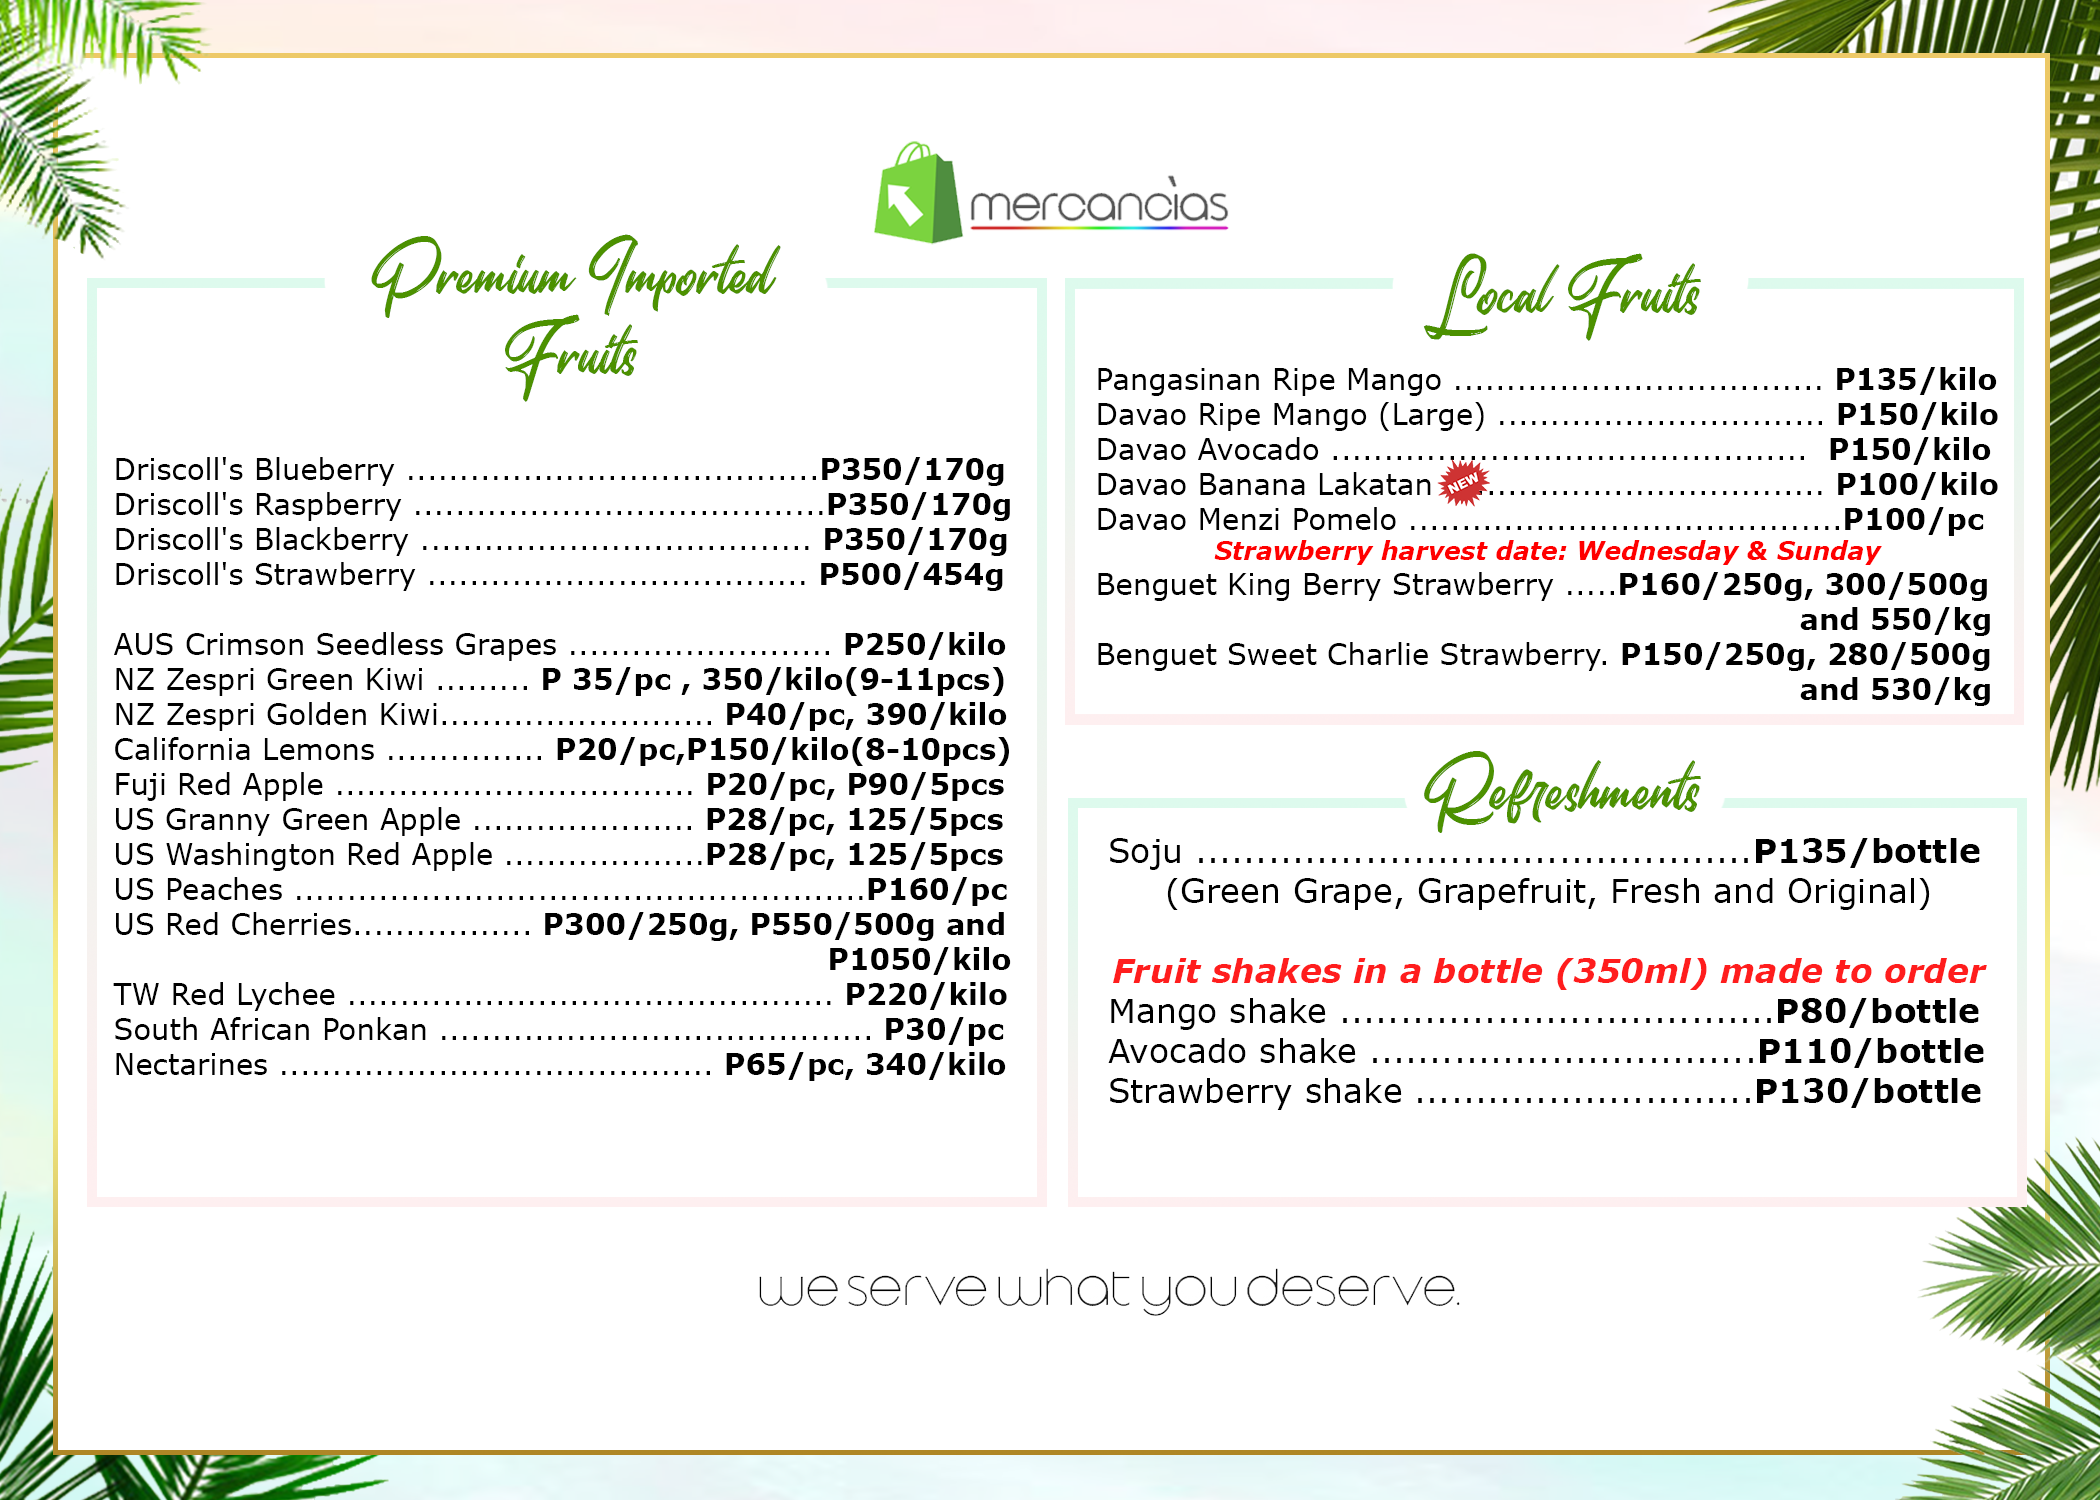 mercancìas
Premium Imported
Fruits
Driscoll's Blueberry .......................................P350/170g
Driscoll's Raspberry .......................................P350/170g
Driscoll's Blackberry ..................................... P350/170g
Driscoll's Strawberry .................................... P500/454g
AUS Crimson Seedless Grapes ......................... P250/kilo
NZ Zespri Green Kiwi ......... P 35/pc , 350/kilo(9-11pcs)
NZ Zespri Golden Kiwi.......................... P40/pc, 390/kilo
California Lemons ............... P20/pc,P150/kilo(8-10pcs)
Fuji Red Apple .................................. P20/pc, P90/5pcs
US Granny Green Apple ..................... P28/pc, 125/5pcs
US Washington Red Apple ...................P28/pc, 125/5pcs
US Peaches ......................................................P160/pc
US Red Cherries................. P300/250g, P550/500g and
P1050/kilo
TW Red Lychee .............................................. P220/kilo
South African Ponkan ......................................... P30/pc
Nectarines ......................................... P65/pc, 340/kilo
Local Fruits
Pangasinan Ripe Mango ................................... P135/kilo
Davao Ripe Mango (Large) ............................... P150/kilo
Davao Avocado ............................................. P150/kilo
Davao Banana Lakatan NEW ................................ P100/kilo
Davao Menzi Pomelo .........................................P100/pc
Strawberry harvest date: Wednesday & Sunday
Benguet King Berry Strawberry .....P160/250g, 300/500g
and 550/kg
Benguet Sweet Charlie Strawberry. P150/250g, 280/500g
and 530/kg
Refreshments
Soju ..............................................P135/bottle
(Green Grape, Grapefruit, Fresh and Original)
Fruit shakes in a bottle (350ml) made to order
Mango shake ....................................P80/bottle
Avocado shake ................................P110/bottle
Strawberry shake ............................P130/bottle
we serve what you deserve.